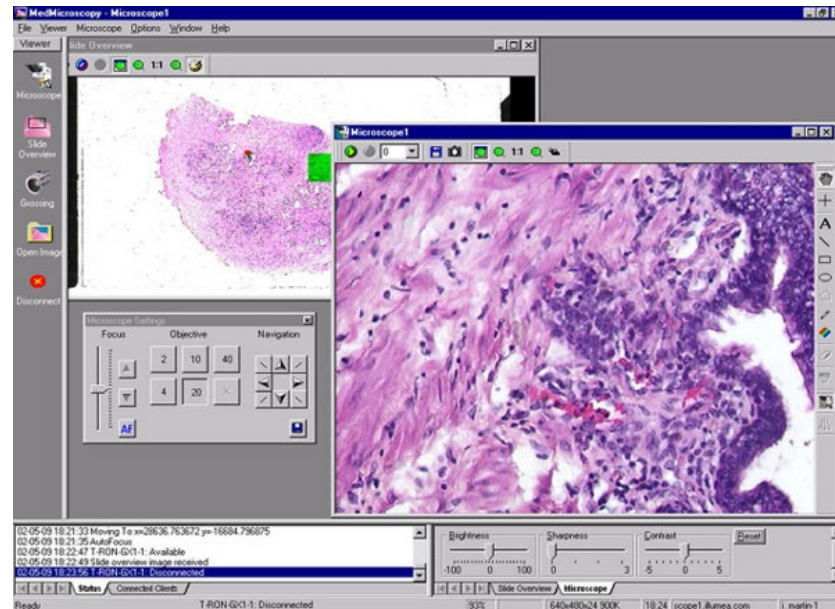 MedMicroscopy - Microscope1
File Viewer Microscope Options Window Help
Viewer
Microscope
Slide Overview
Grossing
Open Image
Disconnect
Slide Overview
1:1
Microscope1
0
1:1
A
Microscope Settings
Focus Objective Navigation
2 10 40
4 20
AF
02-05-09 18:21:33 Moving To x=28636.763672 y=-16684.796875
02-05-09 18:21:35 AutoFocus
02-05-09 18:22:47 T-RON-GX1-1: Available
02-05-09 18:22:49 Slide overview image received
02-05-09 18:23:56 T-RON-GX1-1: Disconnected
Status Connected Clients
Brightness Sharpness Contrast Reset
-100 0 100 0 3 -5 0 5
Slide Overview Microscope
Ready T-RON-GX1-1: Disconnected 93% 640x480x24 900K 18:24